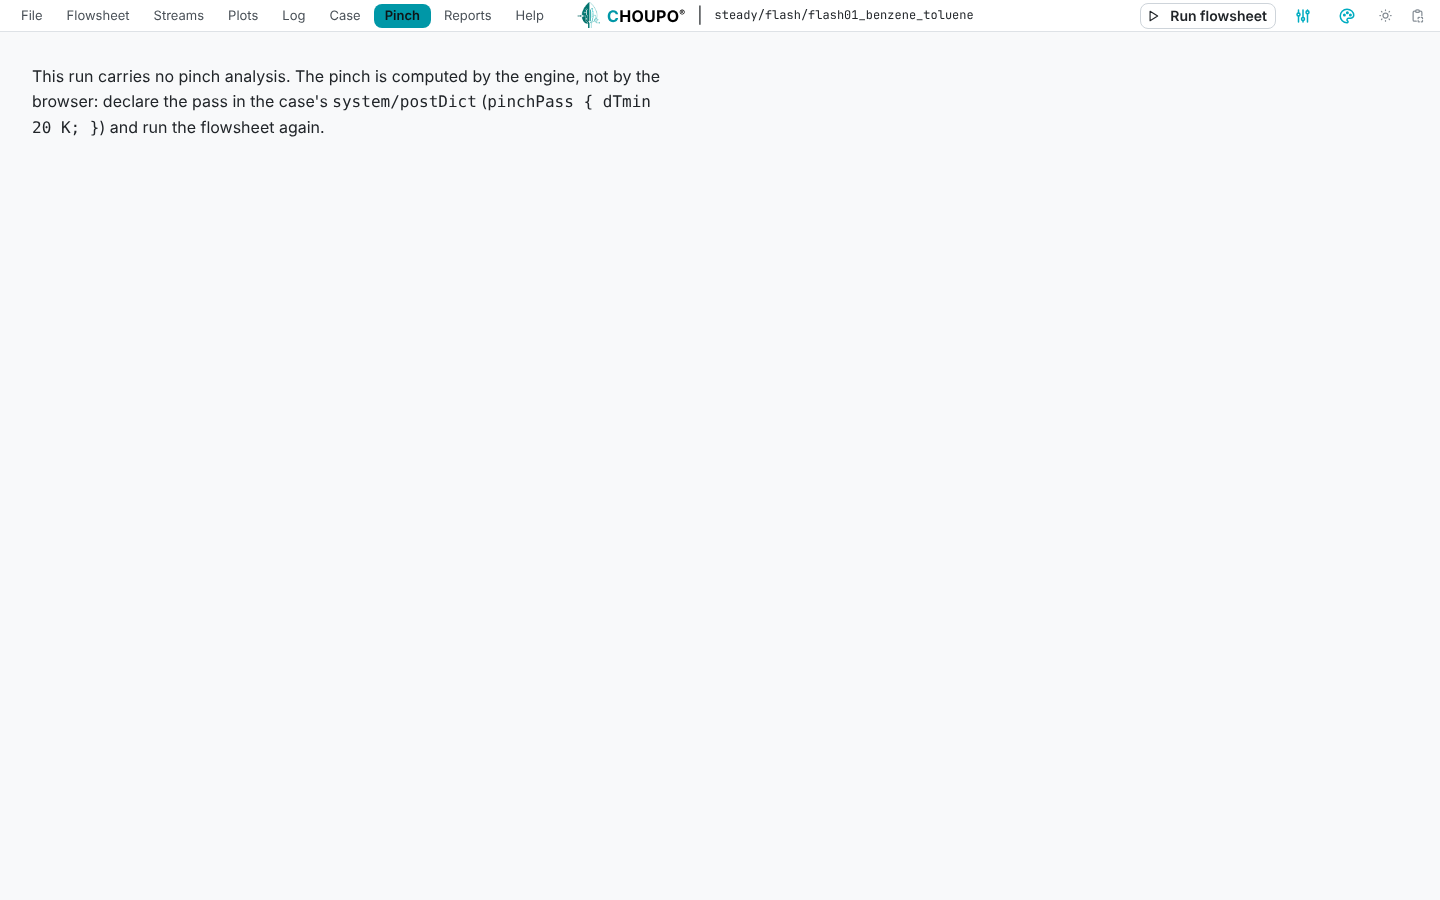 File Flowsheet Streams Plots Log Case Pinch Reports Help CHOUPO® steady/flash/flash01_benzene_toluene Run flowsheet
This run carries no pinch analysis. The pinch is computed by the engine, not by the
browser: declare the pass in the case's system/postDict (pinchPass { dTmin
20 K; }) and run the flowsheet again.